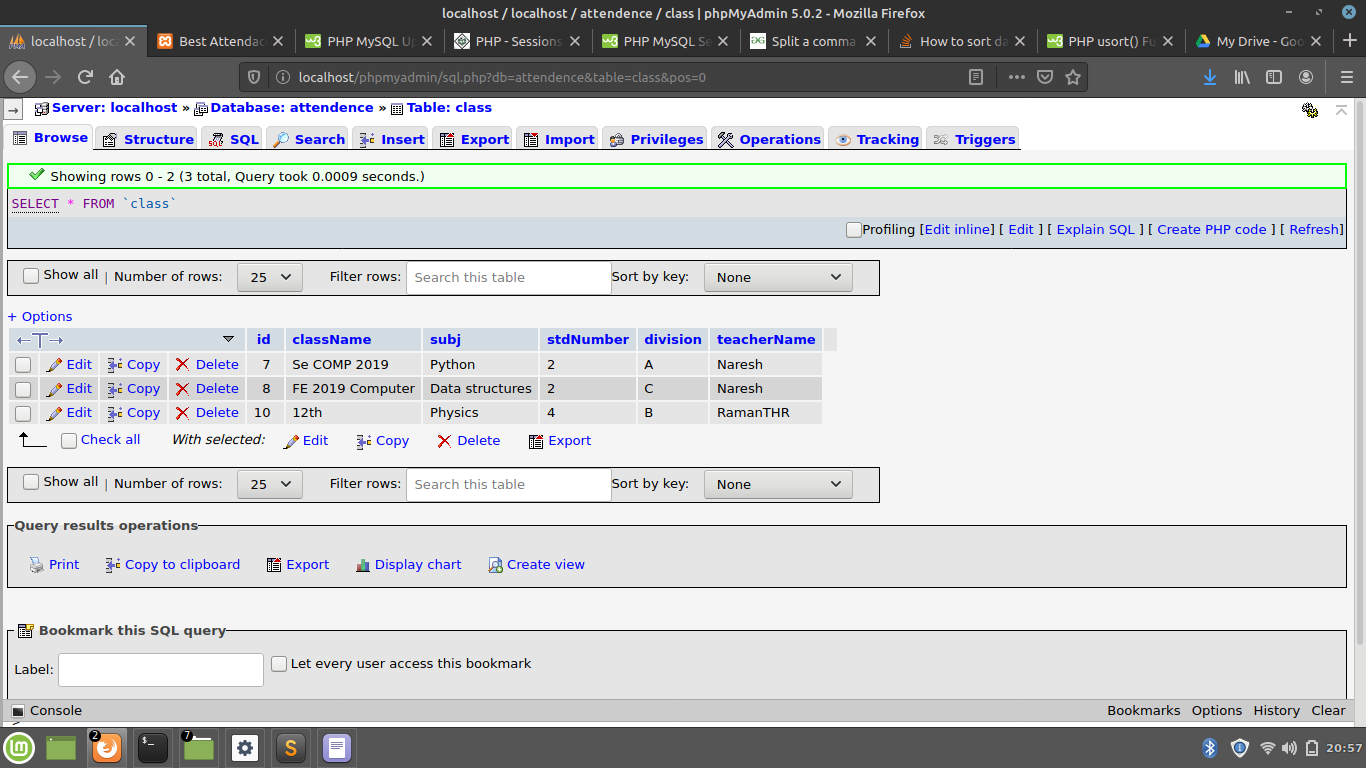 localhost / localhost / attendence / class | phpMyAdmin 5.0.2 - Mozilla Firefox
localhost / loc Best Attendac PHP MySQL Up PHP - Sessions PHP MySQL Se Split a comma How to sort da PHP usort() Fu My Drive - Goo
localhost/phpmyadmin/sql.php?db=attendence&table=class&pos=0
Server: localhost » Database: attendence » Table: class
Browse Structure SQL Search Insert Export Import Privileges Operations Tracking Triggers
Showing rows 0 - 2 (3 total, Query took 0.0009 seconds.)
SELECT * FROM `class`
Profiling [Edit inline] [ Edit ] [ Explain SQL ] [ Create PHP code ] [ Refresh]
Show all | Number of rows: 25 Filter rows: Search this table Sort by key: None
+ Options
←T→ id className subj stdNumber division teacherName
Edit Copy Delete 7 Se COMP 2019 Python 2 A Naresh
Edit Copy Delete 8 FE 2019 Computer Data structures 2 C Naresh
Edit Copy Delete 10 12th Physics 4 B RamanTHR
Check all With selected: Edit Copy Delete Export
Show all | Number of rows: 25 Filter rows: Search this table Sort by key: None
Query results operations
Print Copy to clipboard Export Display chart Create view
Bookmark this SQL query
Label: Let every user access this bookmark
Console Bookmarks Options History Clear
2 7 20:57